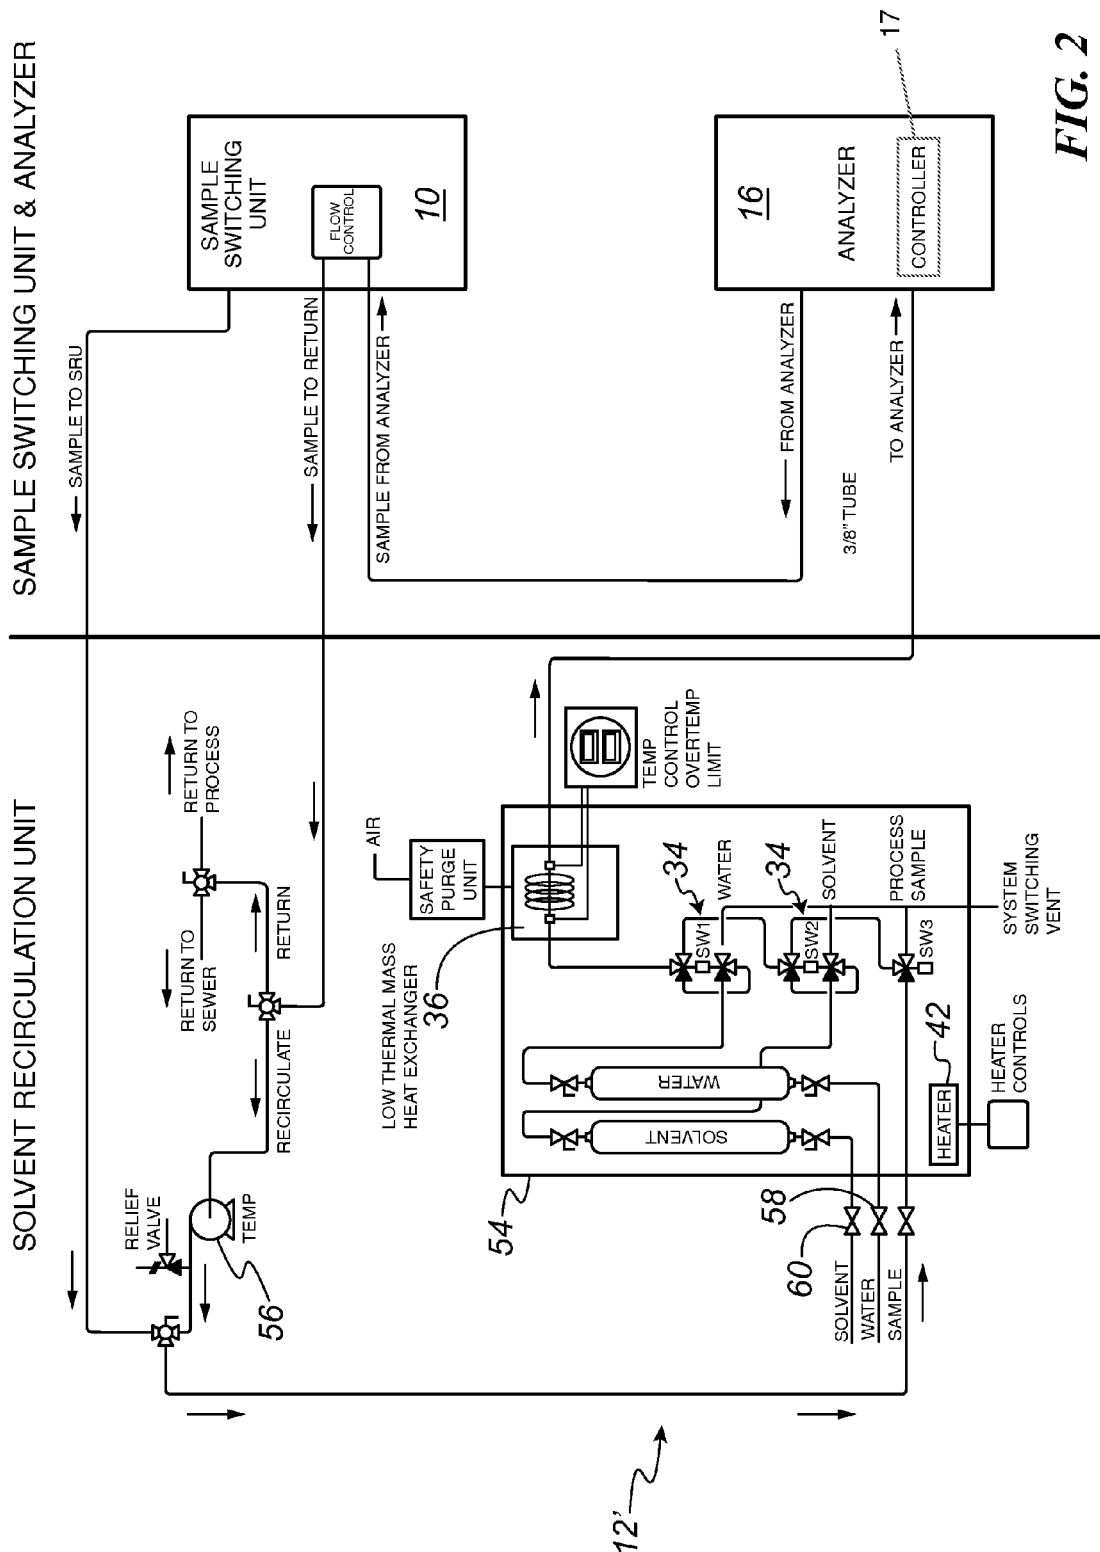 SOLVENT RECIRCULATION UNIT
SAMPLE SWITCHING UNIT & ANALYZER
SAMPLE TO SRU
RELIEF
VALVE
TEMP
56
RECIRCULATE
RETURN TO
SEWER
RETURN
RETURN TO
PROCESS
SAMPLE TO RETURN
SAMPLE FROM ANALYZER
SAMPLE
SWITCHING
UNIT
FLOW
CONTROL
10
12'
LOW THERMAL MASS
HEAT EXCHANGER
36
AIR
SAFETY
PURGE
UNIT
TEMP
CONTROL
OVERTEMP
LIMIT
54
SOLVENT
WATER
34
SW1
WATER
34
SW2
SOLVENT
PROCESS
SAMPLE
SW3
SYSTEM
SWITCHING
VENT
HEATER
42
HEATER
CONTROLS
60
58
SOLVENT
WATER
SAMPLE
FROM ANALYZER
3/8" TUBE
TO ANALYZER
16
ANALYZER
CONTROLLER
17
FIG. 2